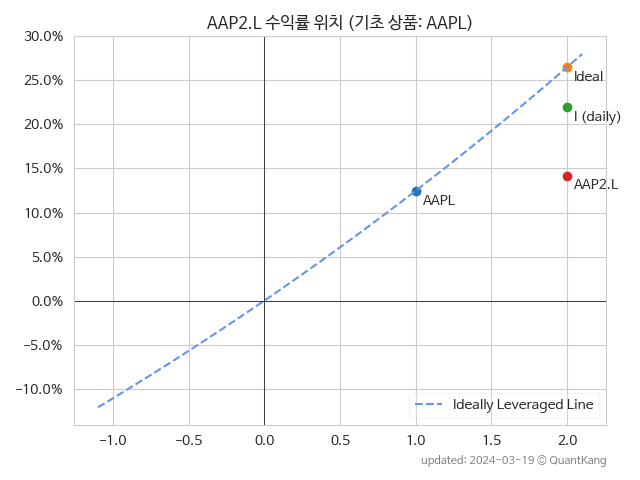 AAP2.L 수익률 위치 (기초 상품: AAPL)
30.0%
25.0%
20.0%
15.0%
10.0%
5.0%
0.0%
−5.0%
−10.0%
Ideal
I (daily)
AAP2.L
AAPL
Ideally Leveraged Line
−1.0 −0.5 0.0 0.5 1.0 1.5 2.0
updated: 2024-03-19 © QuantKang